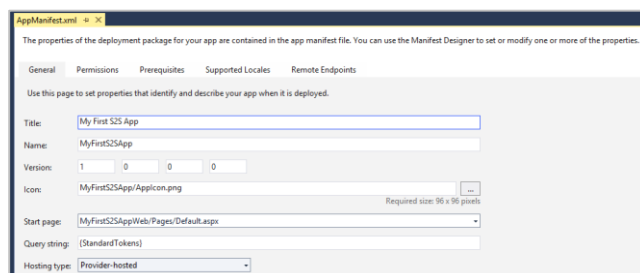 AppManifest.xml
The properties of the deployment package for your app are contained in the app manifest file. You can use the Manifest Designer to set or modify one or more of the properties.
General Permissions Prerequisites Supported Locales Remote Endpoints
Use this page to set properties that identify and describe your app when it is deployed.
Title: My First S2S App
Name: MyFirstS2SApp
Version: 1 0 0 0
Icon: MyFirstS2SApp/AppIcon.png ...
Required size: 96 x 96 pixels
Start page: MyFirstS2SAppWeb/Pages/Default.aspx
Query string: {StandardTokens}
Hosting type: Provider-hosted